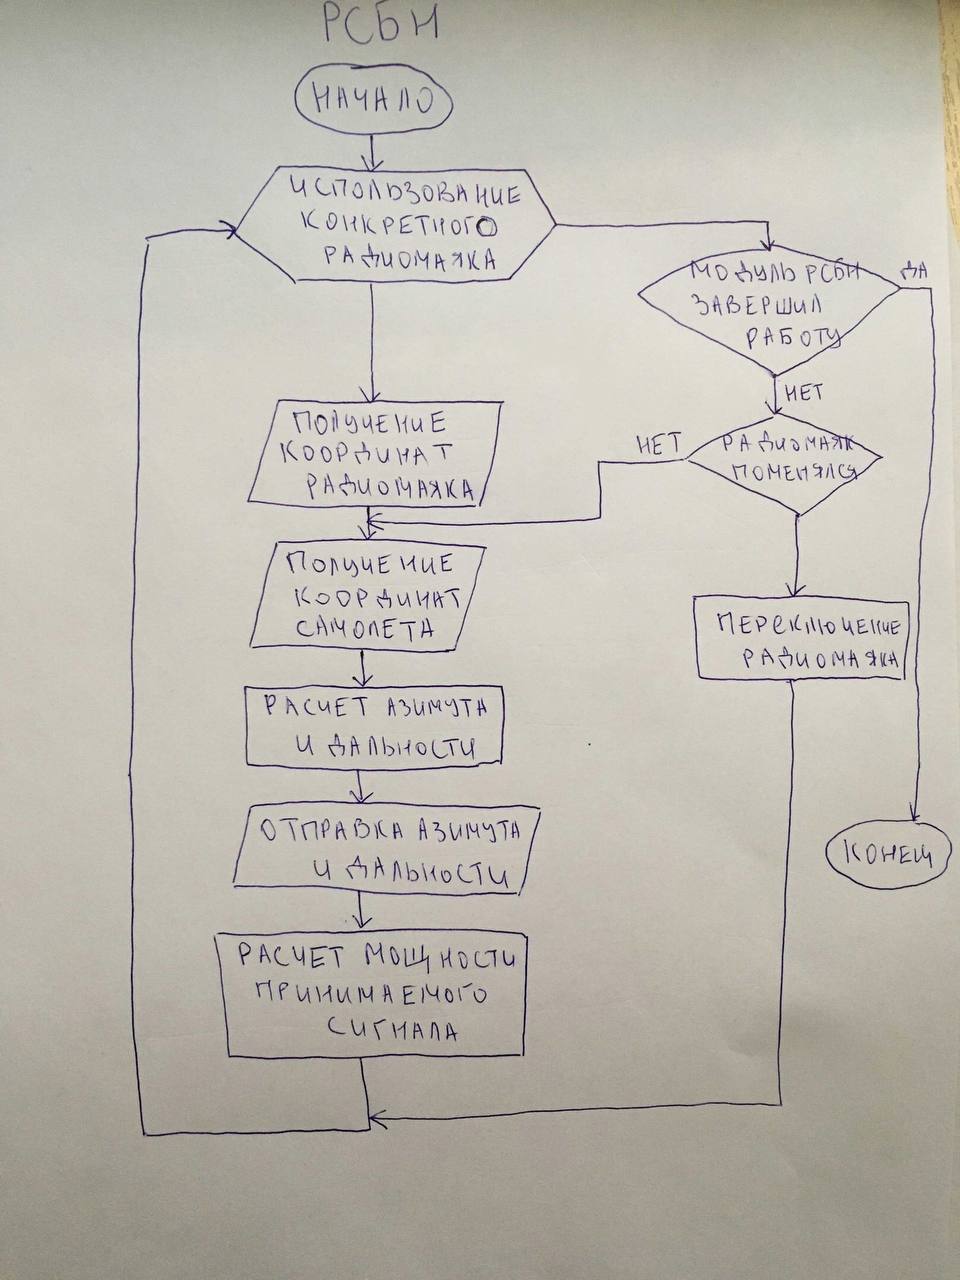 РСБН
НАЧАЛО
ИСПОЛЬЗОВАНИЕ
КОНКРЕТНОГО
РАДИОМАЯКА
МОДУЛЬ РСБН
ЗАВЕРШИЛ
РАБОТУ
ДА
НЕТ
РАДИОМАЯК
ПОМЕНЯЛСЯ
НЕТ
ПОЛУЧЕНИЕ
КООРДИНАТ
РАДИОМАЯКА
ПОЛУЧЕНИЕ
КООРДИНАТ
САМОЛЕТА
ПЕРЕКЛЮЧЕНИЕ
РАДИОМАЯКА
РАСЧЕТ АЗИМУТА
И ДАЛЬНОСТИ
ОТПРАВКА АЗИМУТА
И ДАЛЬНОСТИ
КОНЕЦ
РАСЧЕТ МОЩНОСТИ
ПРИНИМАЕМОГО
СИГНАЛА